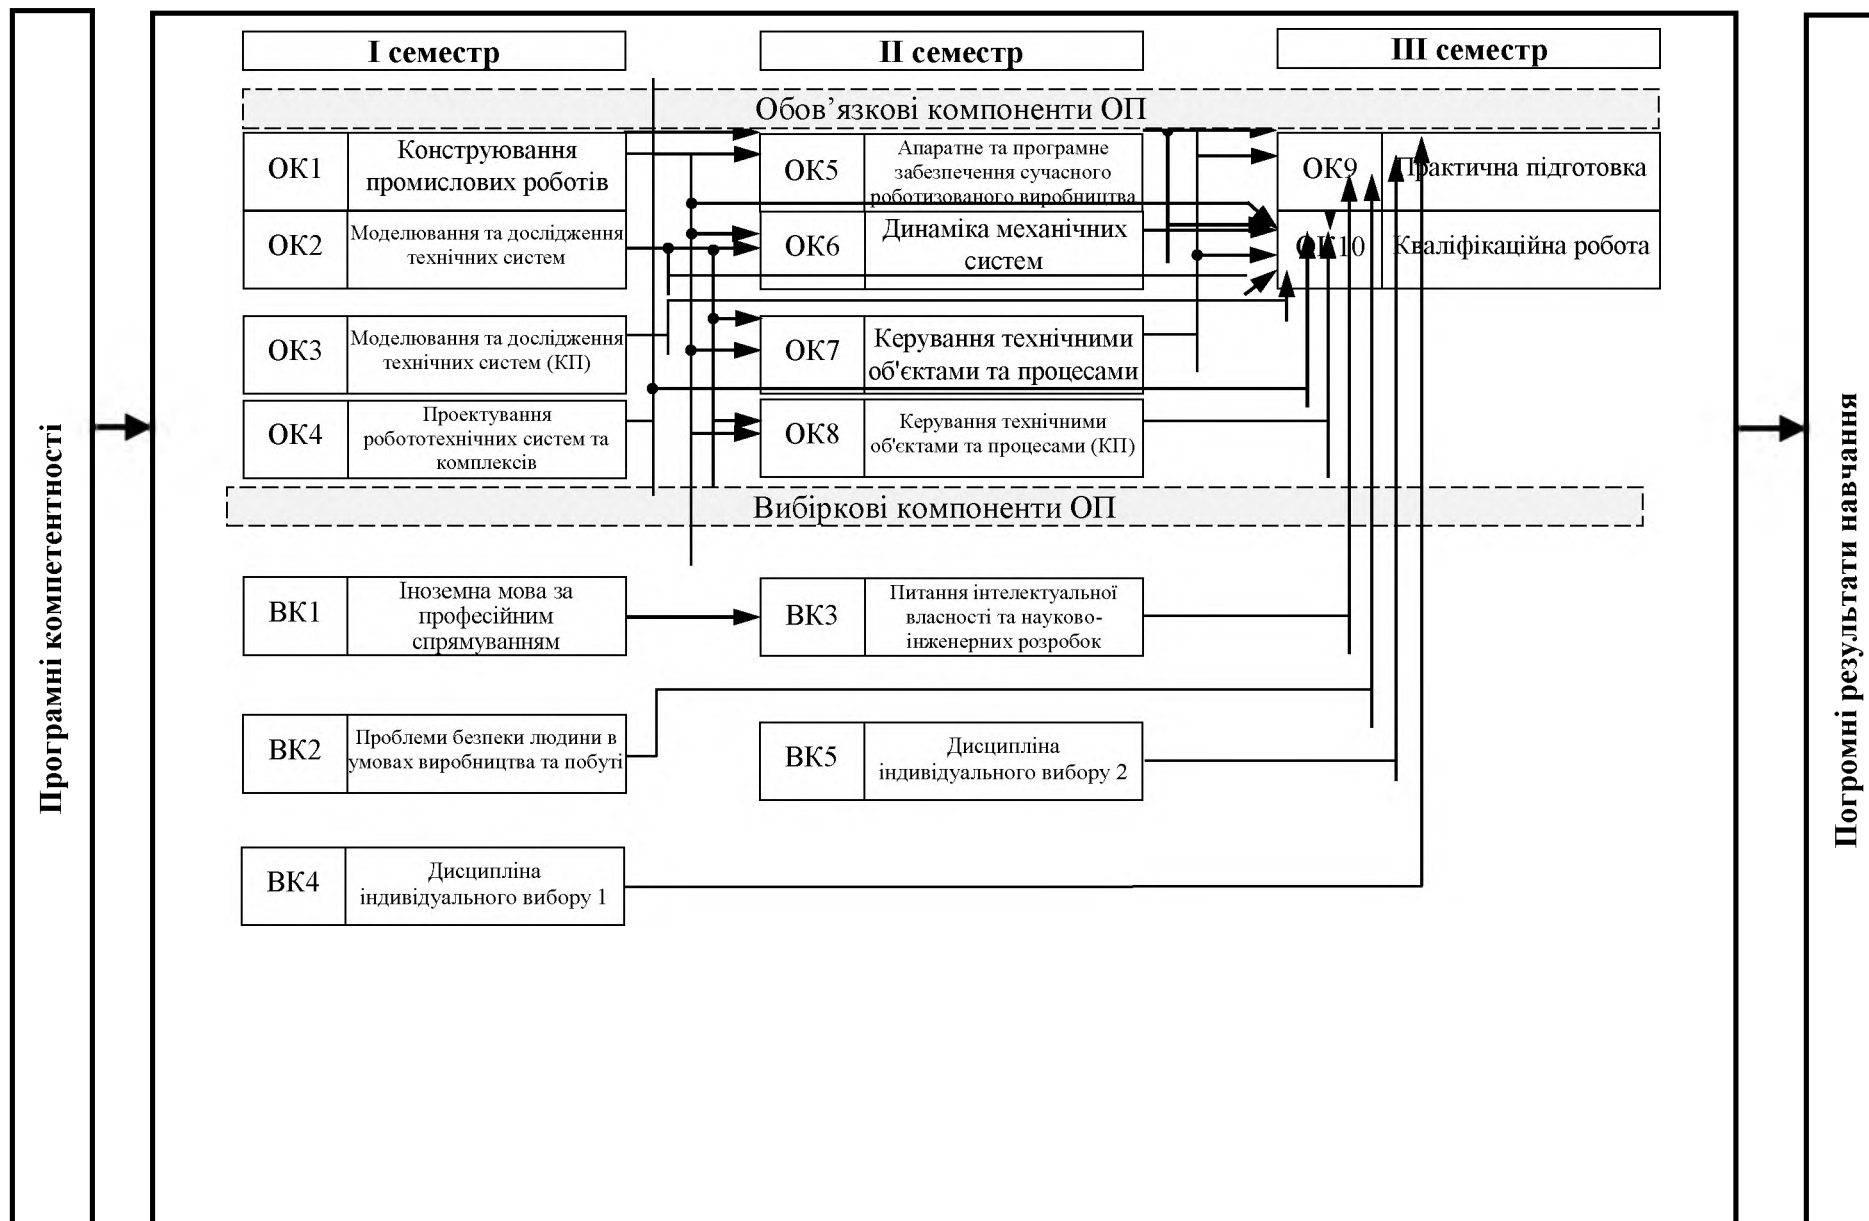 Програмні компетентності
І семестр
ІІ семестр
ІІІ семестр
Обов’язкові компоненти ОП
ОК1
Конструювання
промислових роботів
ОК5
Апаратне та програмне
забезпечення сучасного
роботизованого виробництва
ОК9
Практична підготовка
ОК2
Моделювання та дослідження
технічних систем
ОК6
Динаміка механічних
систем
ОК10
Кваліфікаційна робота
ОК3
Моделювання та дослідження
технічних систем (КП)
ОК7
Керування технічними
об'єктами та процесами
ОК4
Проектування
робототехнічних систем та
комплексів
ОК8
Керування технічними
об'єктами та процесами (КП)
Вибіркові компоненти ОП
ВК1
Іноземна мова за
професійним
спрямуванням
ВК3
Питання інтелектуальної
власності та науково-
інженерних розробок
ВК2
Проблеми безпеки людини в
умовах виробництва та побуті
ВК5
Дисципліна
індивідуального вибору 2
ВК4
Дисципліна
індивідуального вибору 1
Погромні результати навчання